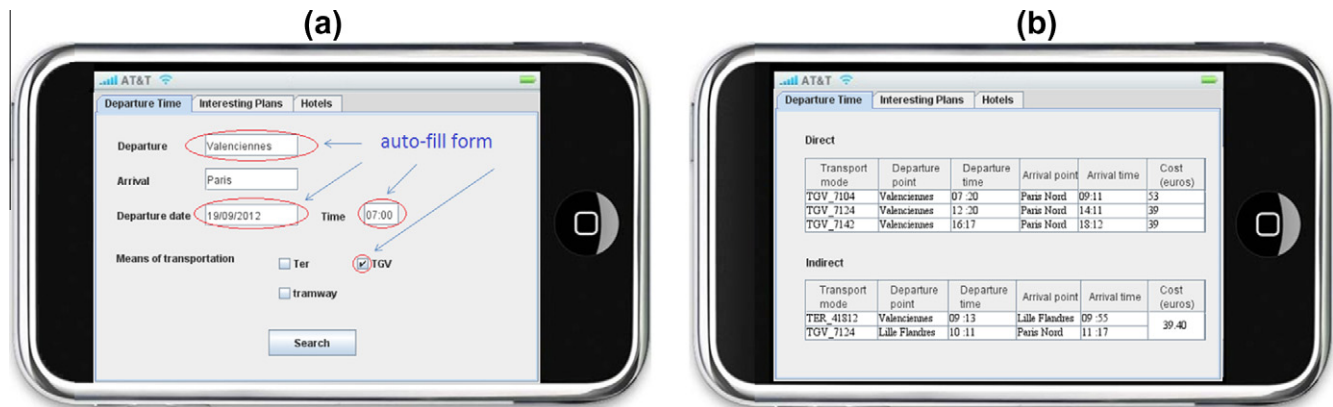 (a)
AT&T
Departure Time Interesting Plans Hotels
Departure Valenciennes auto-fill form
Arrival Paris
Departure date 19/09/2012 Time 07:00
Means of transportation Ter TGV
tramway
Search
(b)
AT&T
Departure Time Interesting Plans Hotels
Direct
Transport mode Departure point Departure time Arrival point Arrival time Cost (euros)
TGV_7104 Valenciennes 07 :20 Paris Nord 09:11 53
TGV_7124 Valenciennes 12 :20 Paris Nord 14:11 39
TGV_7142 Valenciennes 16:17 Paris Nord 18:12 39
Indirect
Transport mode Departure point Departure time Arrival point Arrival time Cost (euros)
TER_41812 Valenciennes 09 :13 Lille Flandres 09 :55 39.40
TGV_7124 Lille Flandres 10 :11 Paris Nord 11 :17